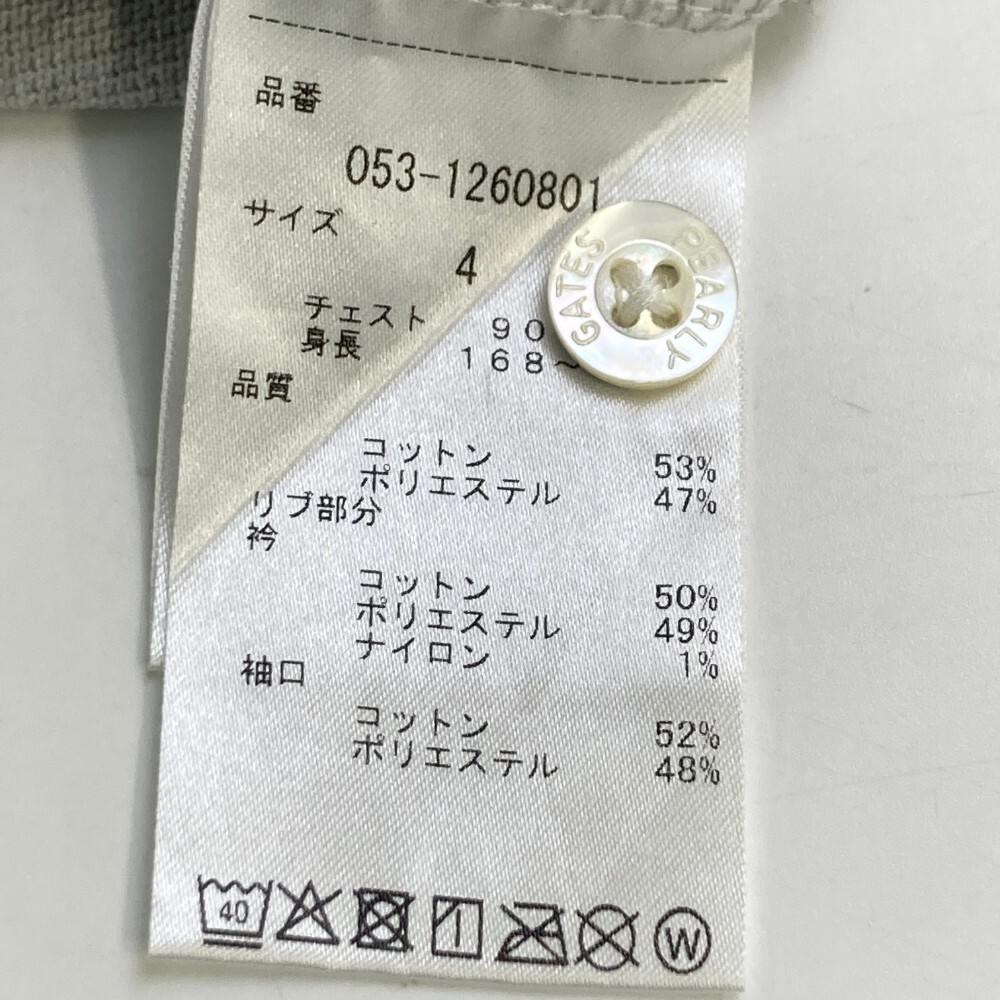 品番
053-1260801
サイズ
4
チェスト 90
身長 168~
品質
コットン 53%
ポリエステル 47%
リブ部分
衿
コットン 50%
ポリエステル 49%
ナイロン 1%
袖口
コットン 52%
ポリエステル 48%
40
W
PEARLY GATES